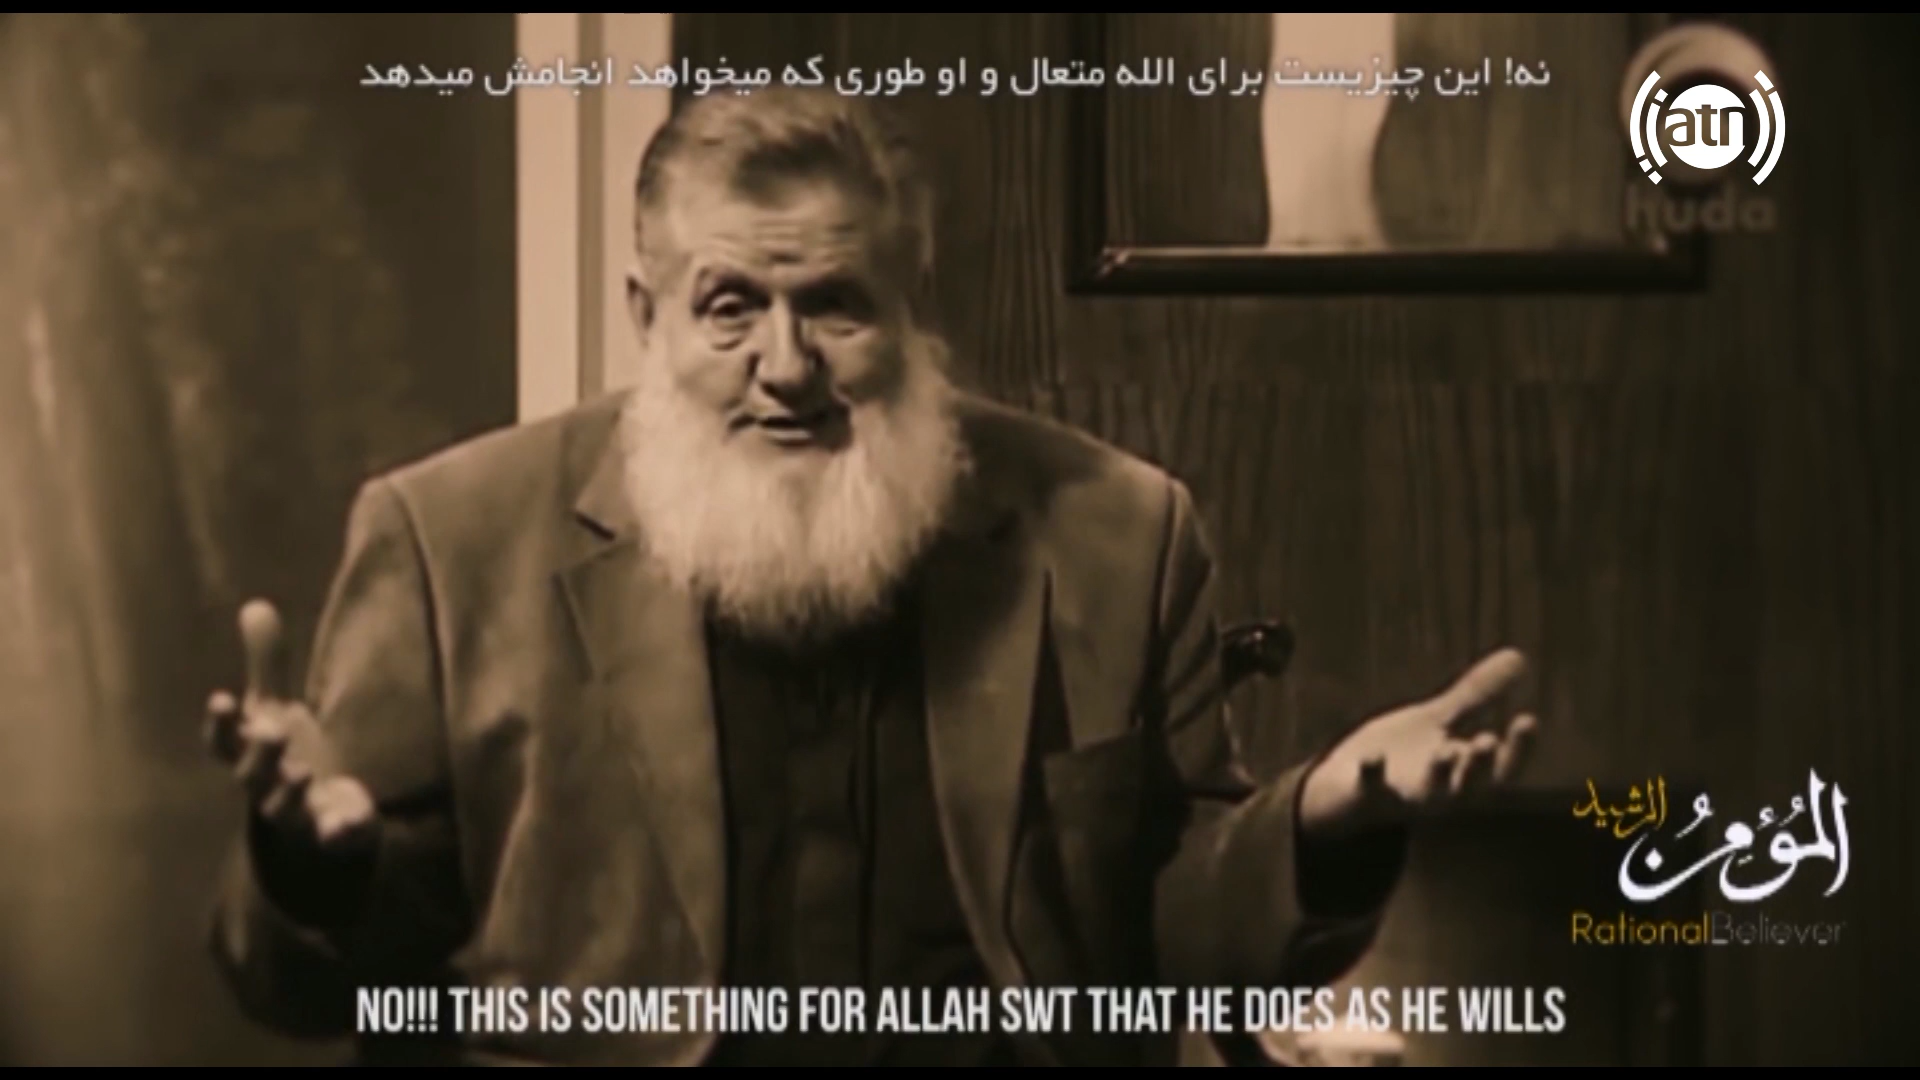 نه! این چیزیست برای الله متعال و او طوری که میخواهد انجامش میدهد
atn
huda
المؤمن الرشيد
RationalBeliever
NO!!! THIS IS SOMETHING FOR ALLAH SWT THAT HE DOES AS HE WILLS